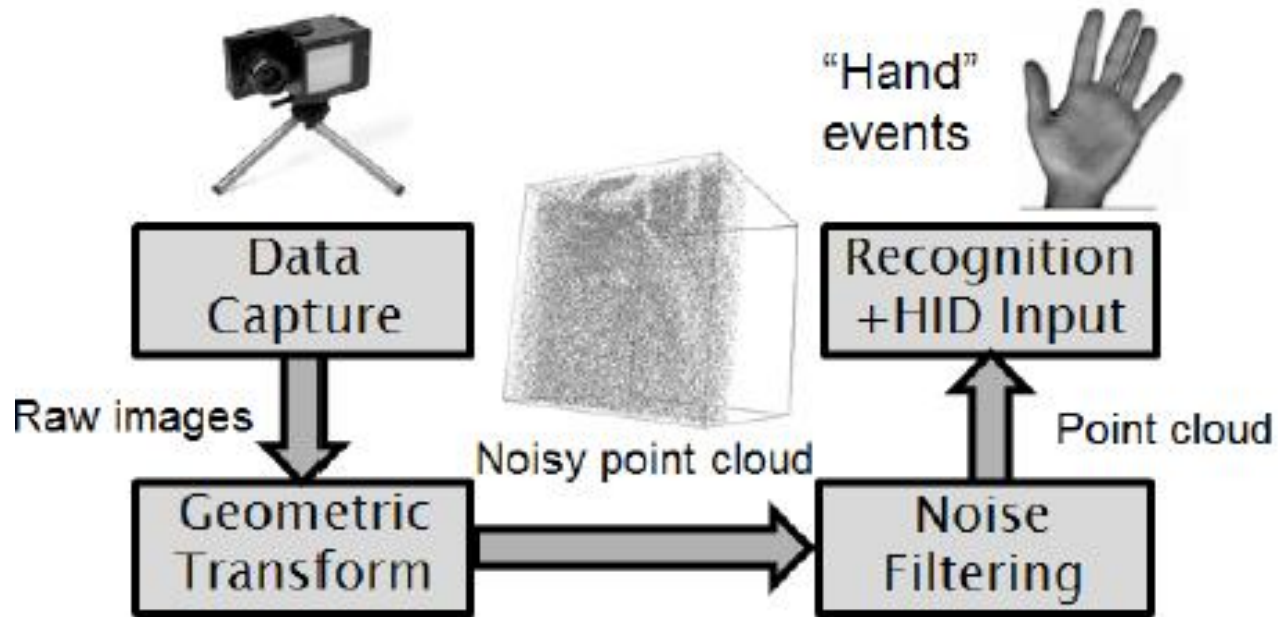 “Hand”
events
Data
Capture
Recognition
+HID Input
Raw images
Noisy point cloud
Point cloud
Geometric
Transform
Noise
Filtering